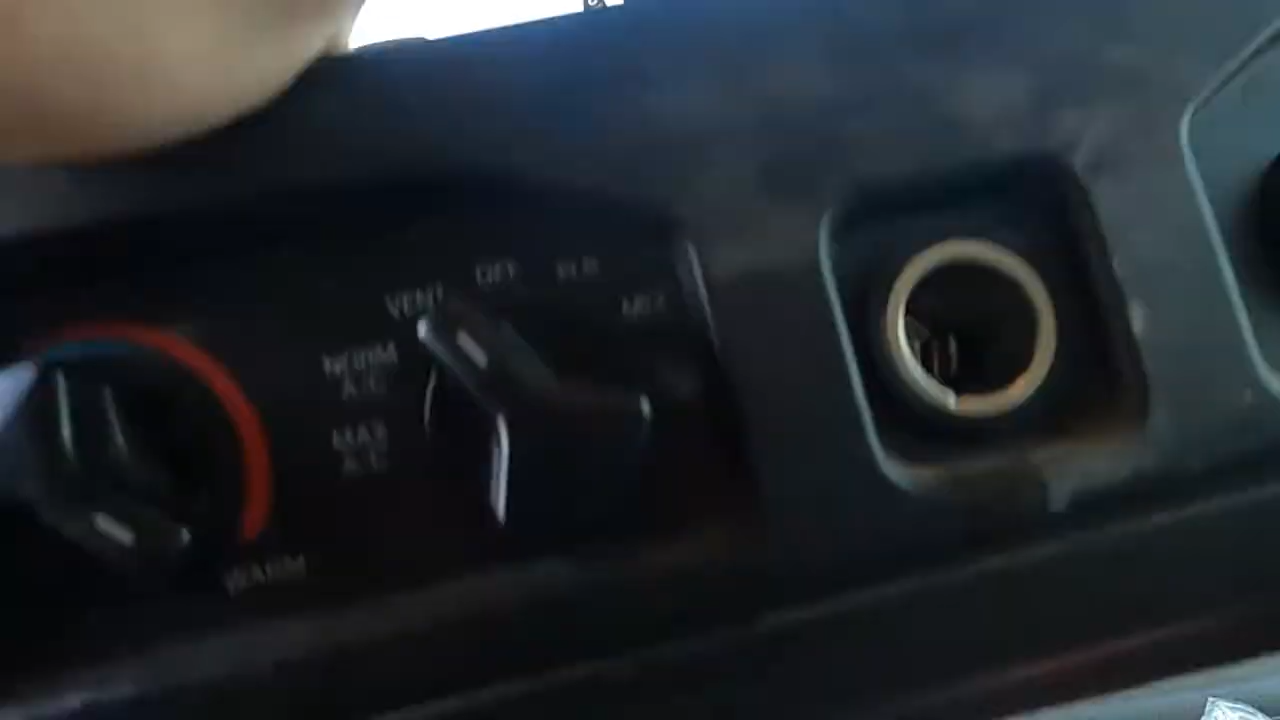 VENT
OFF
FLR
MIX
NORM
A/C
MAX
A/C
WARM